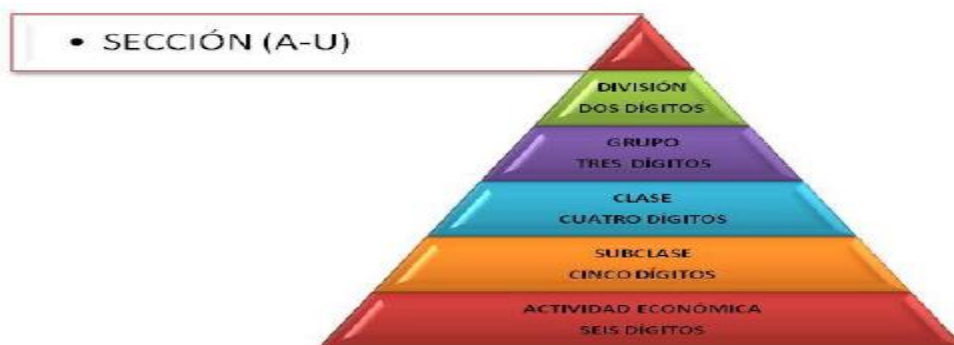 • SECCIÓN (A-U)
DIVISIÓN
DOS DÍGITOS
GRUPO
TRES DÍGITOS
CLASE
CUATRO DÍGITOS
SUBCLASE
CINCO DÍGITOS
ACTIVIDAD ECONÓMICA
SEIS DÍGITOS